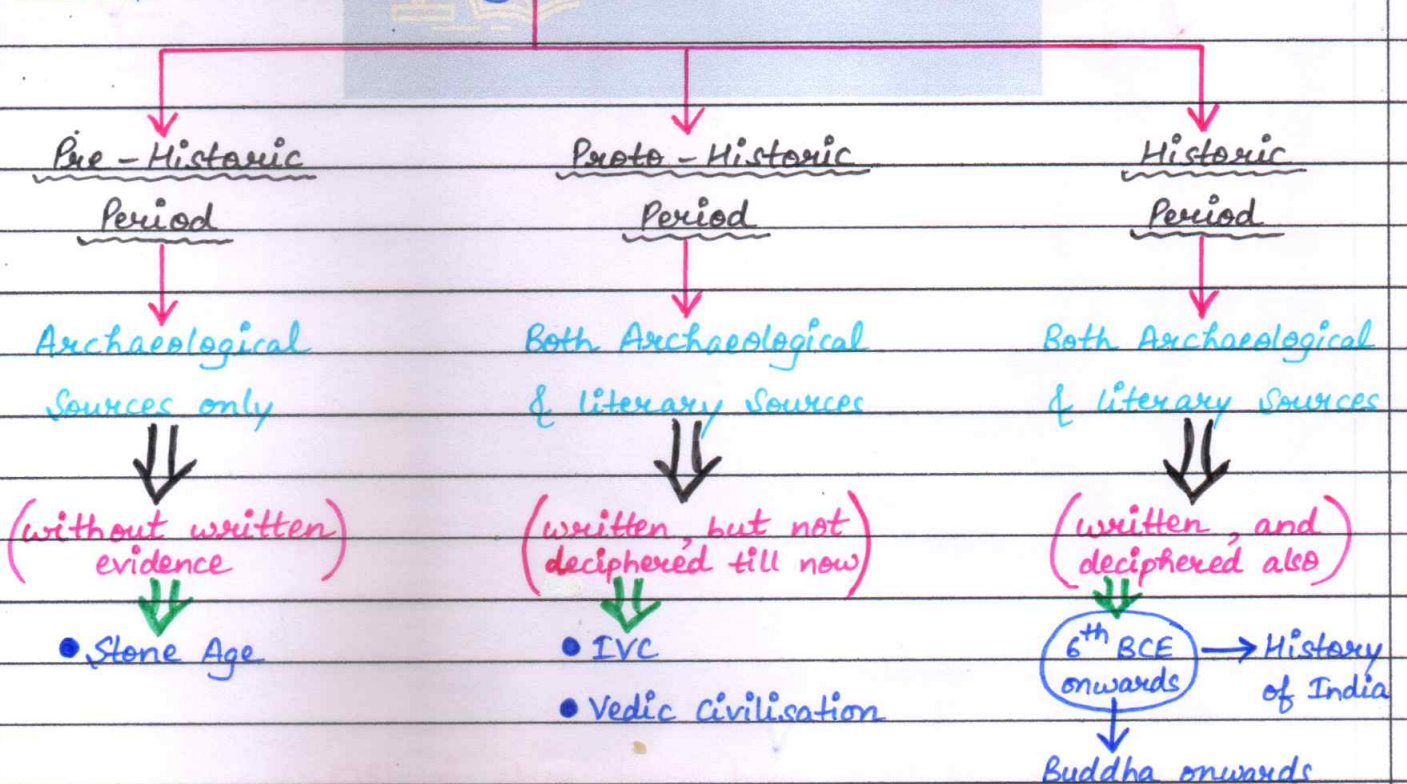 Pre-Historic
Period
Archaeological
Sources only
(without written
evidence)
• Stone Age
Proto-Historic
Period
Both Archaeological
& literary Sources
(written, but not
deciphered till now)
• IVC
• Vedic Civilisation
Historic
Period
Both Archaeological
& literary Sources
(written, and
deciphered also)
6th BCE → History
onwards of India
Buddha onwards